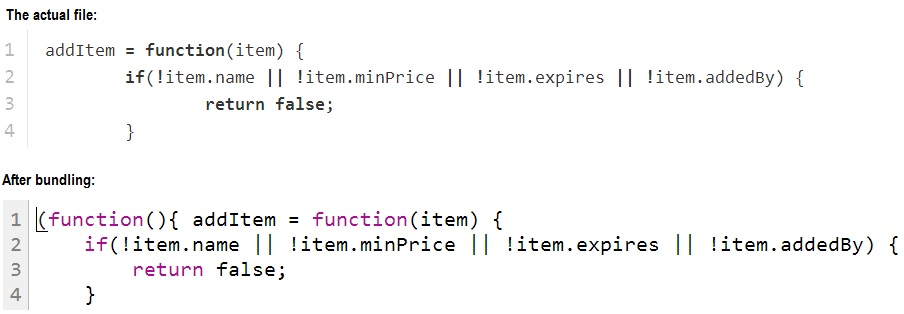 The actual file:
1 addItem = function(item) {
2 if(!item.name || !item.minPrice || !item.expires || !item.addedBy) {
3 return false;
4 }
After bundling:
1 (function(){ addItem = function(item) {
2 if(!item.name || !item.minPrice || !item.expires || !item.addedBy) {
3 return false;
4 }